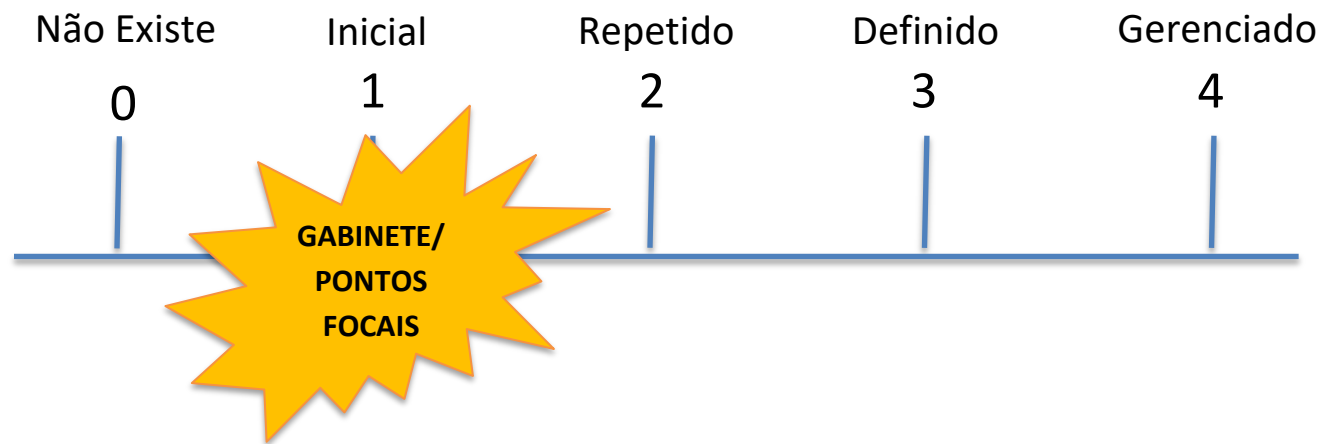 Não Existe Inicial Repetido Definido Gerenciado
0 1 2 3 4
GABINETE/
PONTOS
FOCAIS